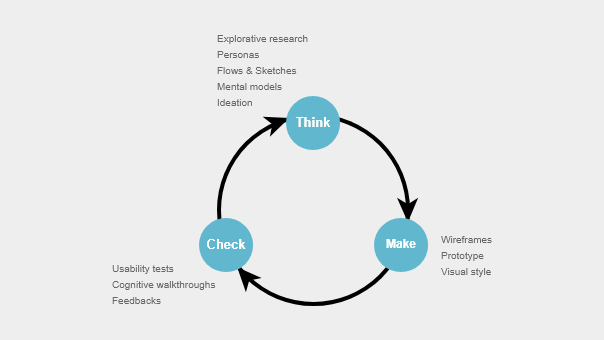 Explorative research
Personas
Flows & Sketches
Mental models
Ideation
Think
Make
Wireframes
Prototype
Visual style
Check
Usability tests
Cognitive walkthroughs
Feedbacks